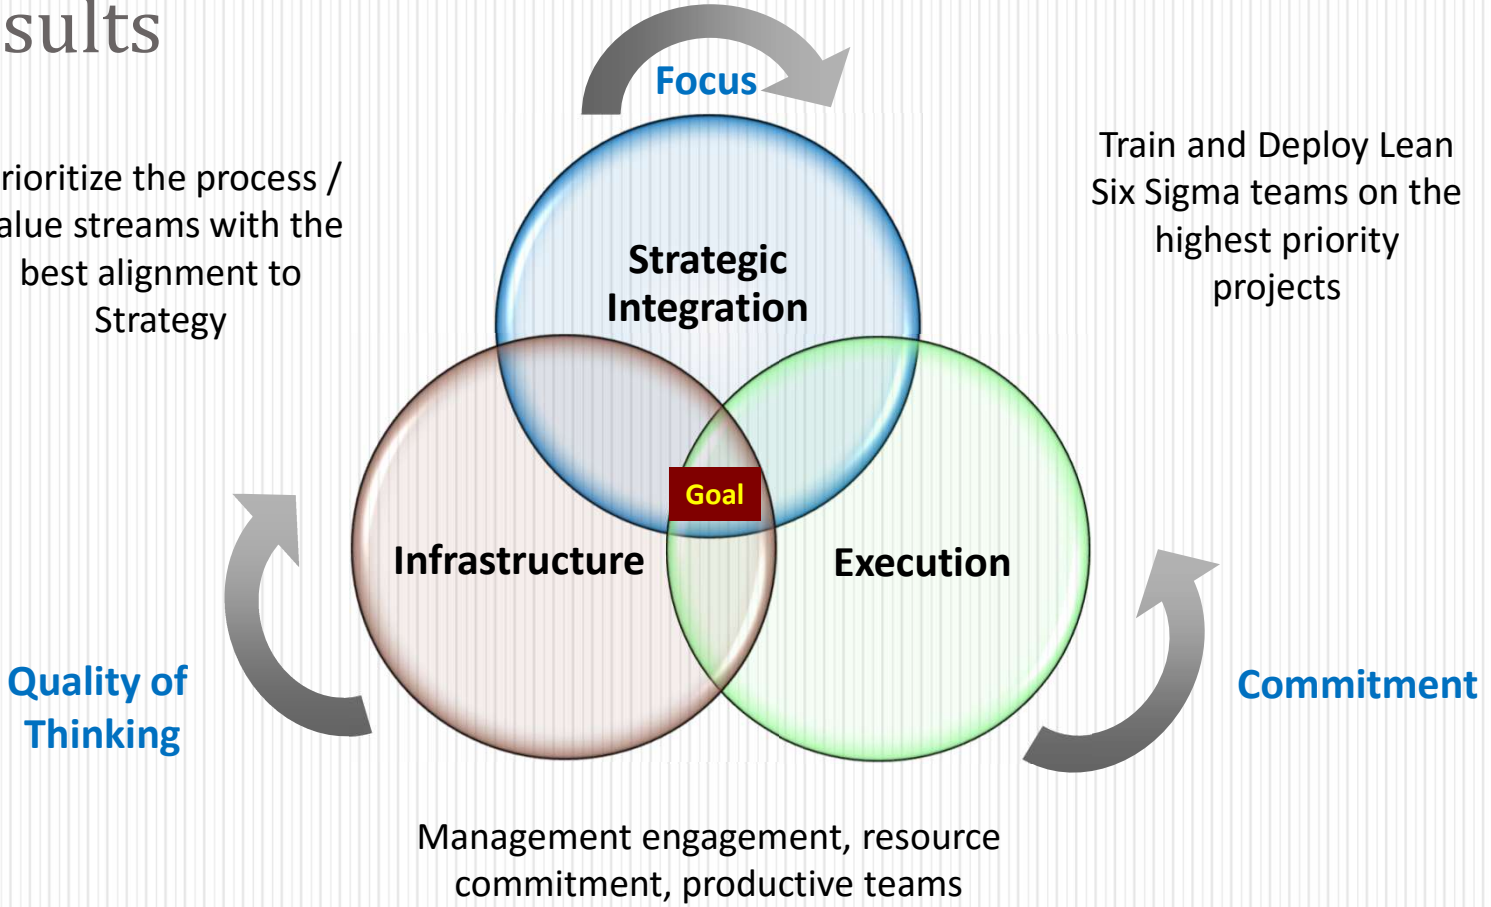 sults
Focus
rioritize the process /
alue streams with the
best alignment to
Strategy
Train and Deploy Lean
Six Sigma teams on the
highest priority
projects
Strategic
Integration
Goal
Infrastructure
Execution
Quality of
Thinking
Commitment
Management engagement, resource
commitment, productive teams